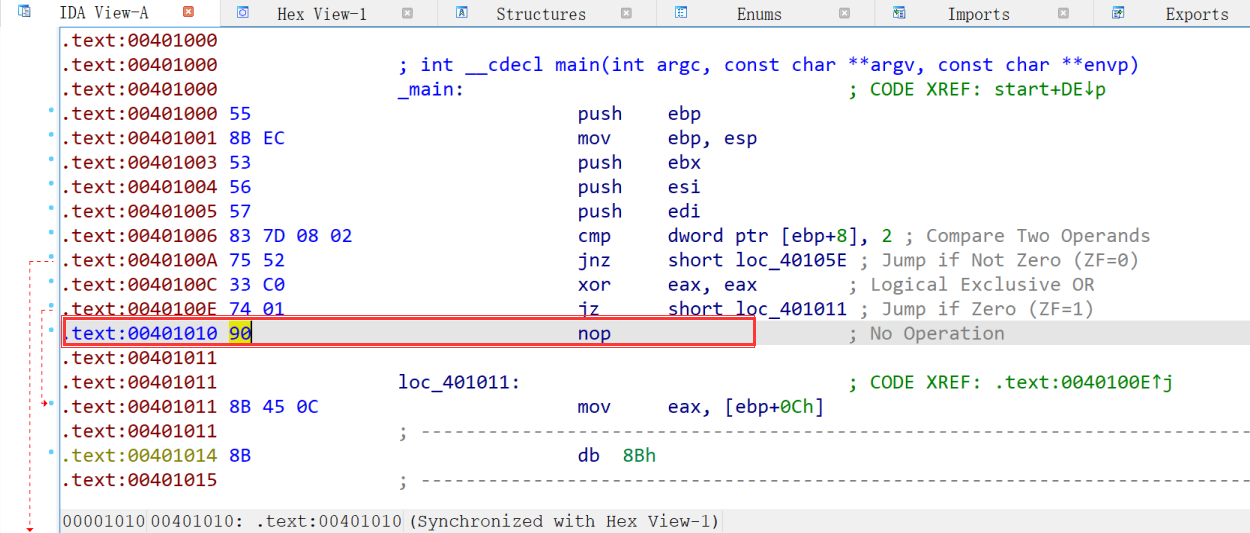 IDA View-A Hex View-1 Structures Enums Imports Exports
.text:00401000
.text:00401000 ; int __cdecl main(int argc, const char **argv, const char **envp)
.text:00401000 _main: ; CODE XREF: start+DE↓p
.text:00401000 55 push ebp
.text:00401001 8B EC mov ebp, esp
.text:00401003 53 push ebx
.text:00401004 56 push esi
.text:00401005 57 push edi
.text:00401006 83 7D 08 02 cmp dword ptr [ebp+8], 2 ; Compare Two Operands
.text:0040100A 75 52 jnz short loc_40105E ; Jump if Not Zero (ZF=0)
.text:0040100C 33 C0 xor eax, eax ; Logical Exclusive OR
.text:0040100E 74 01 jz short loc_401011 ; Jump if Zero (ZF=1)
.text:00401010 90 nop ; No Operation
.text:00401011
.text:00401011 loc_401011: ; CODE XREF: .text:0040100E↑j
.text:00401011 8B 45 0C mov eax, [ebp+0Ch]
.text:00401011 ; ---------------------------------------------------------------------------
.text:00401014 8B db 8Bh
.text:00401015 ; ---------------------------------------------------------------------------
00001010 00401010: .text:00401010 (Synchronized with Hex View-1)